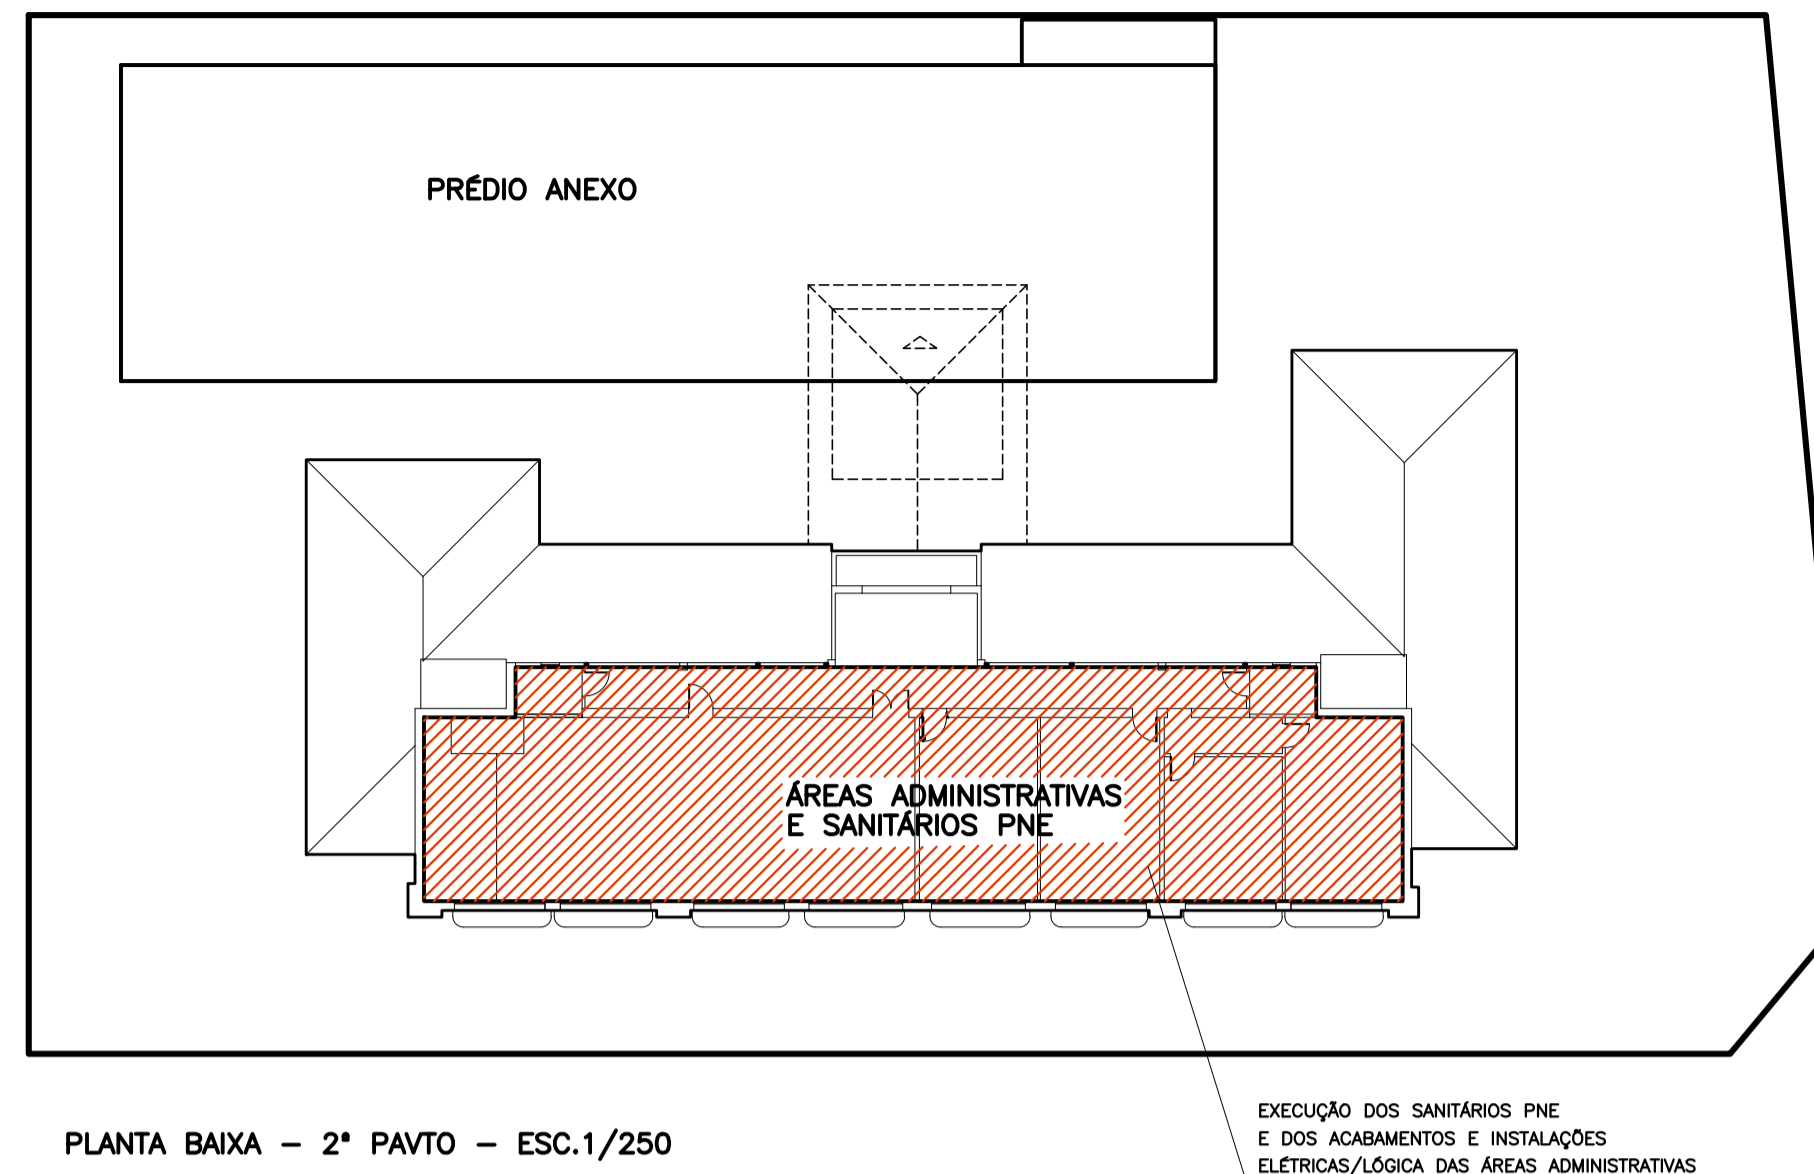 PRÉDIO ANEXO
ÁREAS ADMINISTRATIVAS
E SANITÁRIOS PNE
PLANTA BAIXA – 2ª PAVTO – ESC.1/250
EXECUÇÃO DOS SANITÁRIOS PNE
E DOS ACABAMENTOS E INSTALAÇÕES
ELÉTRICAS/LÓGICA DAS ÁREAS ADMINISTRATIVAS